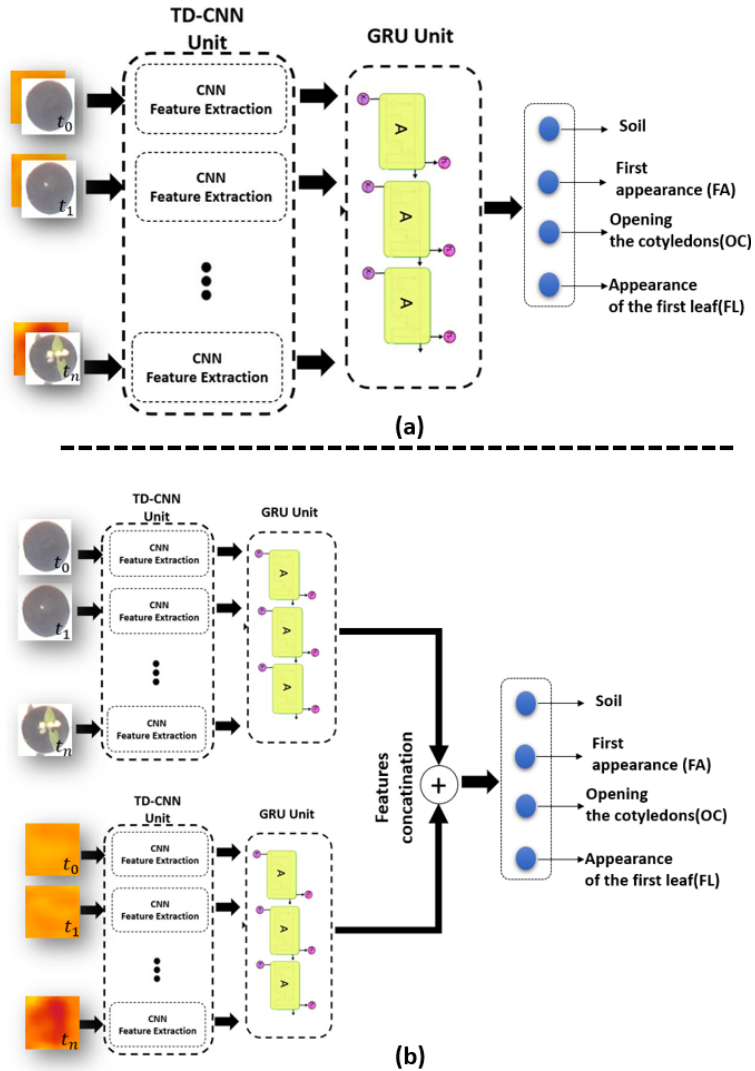 TD-CNN
Unit
GRU Unit
CNN
Feature Extraction
t0
A
Soil
CNN
Feature Extraction
t1
First
appearance (FA)
A
Opening
the cotyledons(OC)
A
Appearance
of the first leaf(FL)
CNN
Feature Extraction
tn
(a)
TD-CNN
Unit
GRU Unit
CNN
Feature Extraction
t0
A
CNN
Feature Extraction
t1
A
A
CNN
Feature Extraction
tn
Features
concatination
+
Soil
First
appearance (FA)
Opening
the cotyledons(OC)
Appearance
of the first leaf(FL)
TD-CNN
Unit
GRU Unit
CNN
Feature Extraction
t0
A
CNN
Feature Extraction
t1
A
A
CNN
Feature Extraction
tn
(b)